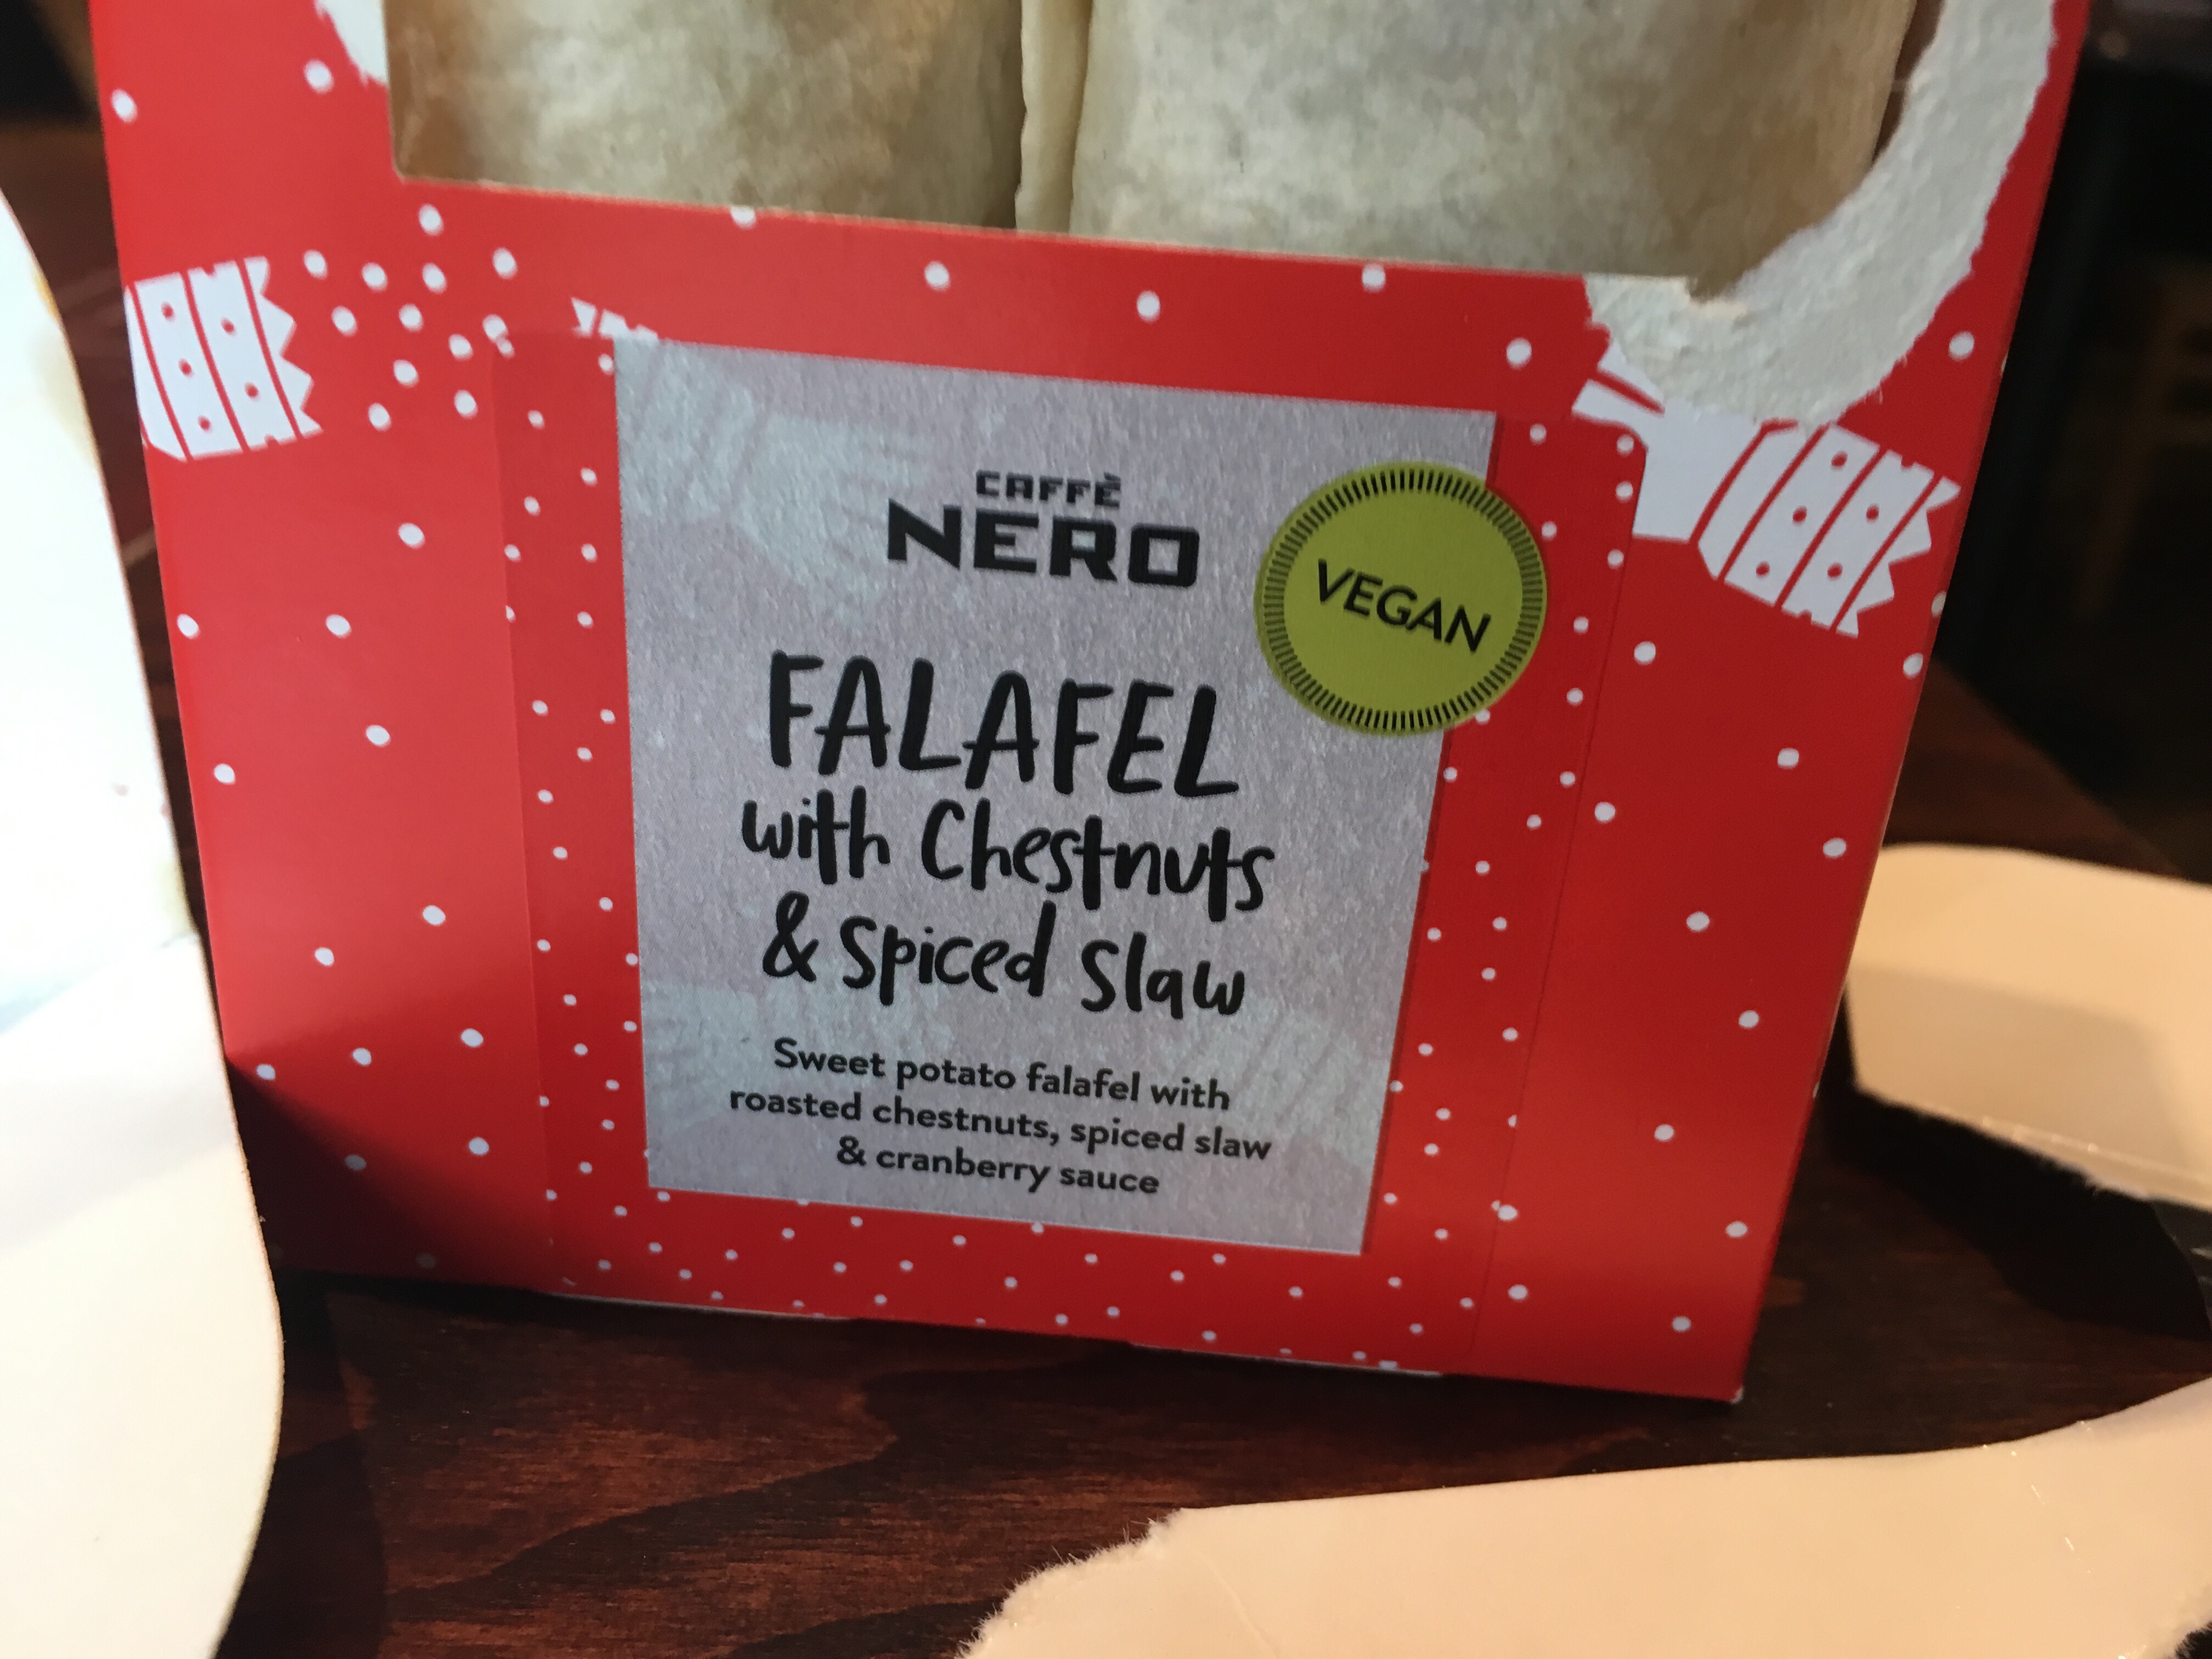 CAFFÈ
NERO
VEGAN
FALAFEL
with Chestnuts
& Spiced Slaw
Sweet potato falafel with
roasted chestnuts, spiced slaw
& cranberry sauce